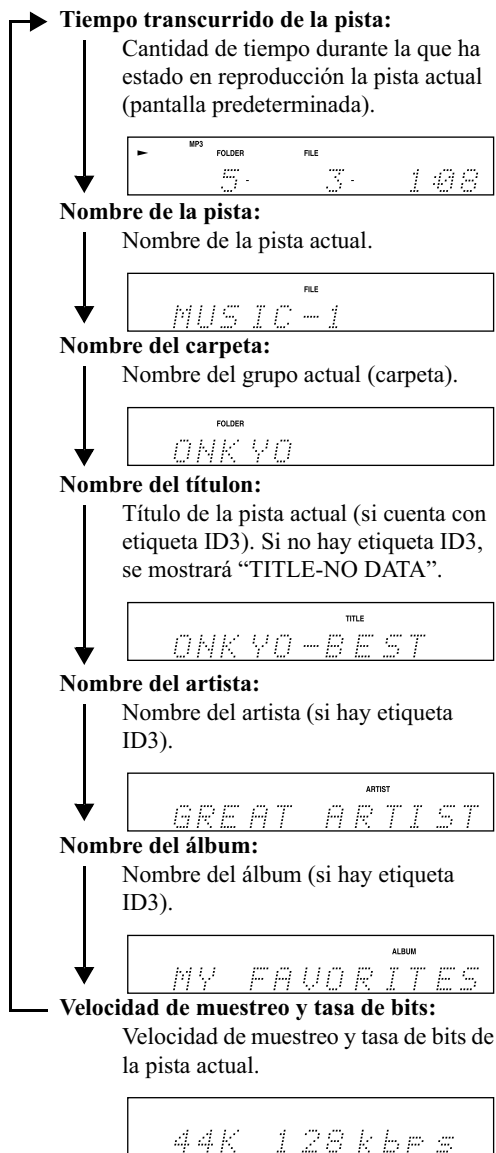 Tiempo transcurrido de la pista:
Cantidad de tiempo durante la que ha
estado en reproducción la pista actual
(pantalla predeterminada).
MP3 FOLDER FILE
5· 3· 1:08
Nombre de la pista:
Nombre de la pista actual.
FILE
MUSIC-1
Nombre del carpeta:
Nombre del grupo actual (carpeta).
FOLDER
ONKYO
Nombre del títulon:
Título de la pista actual (si cuenta con
etiqueta ID3). Si no hay etiqueta ID3,
se mostrará “TITLE-NO DATA”.
TITLE
ONKYO-BEST
Nombre del artista:
Nombre del artista (si hay etiqueta
ID3).
ARTIST
GREAT ARTIST
Nombre del álbum:
Nombre del álbum (si hay etiqueta
ID3).
ALBUM
MY FAVORITES
Velocidad de muestreo y tasa de bits:
Velocidad de muestreo y tasa de bits de
la pista actual.
44K 128kbps